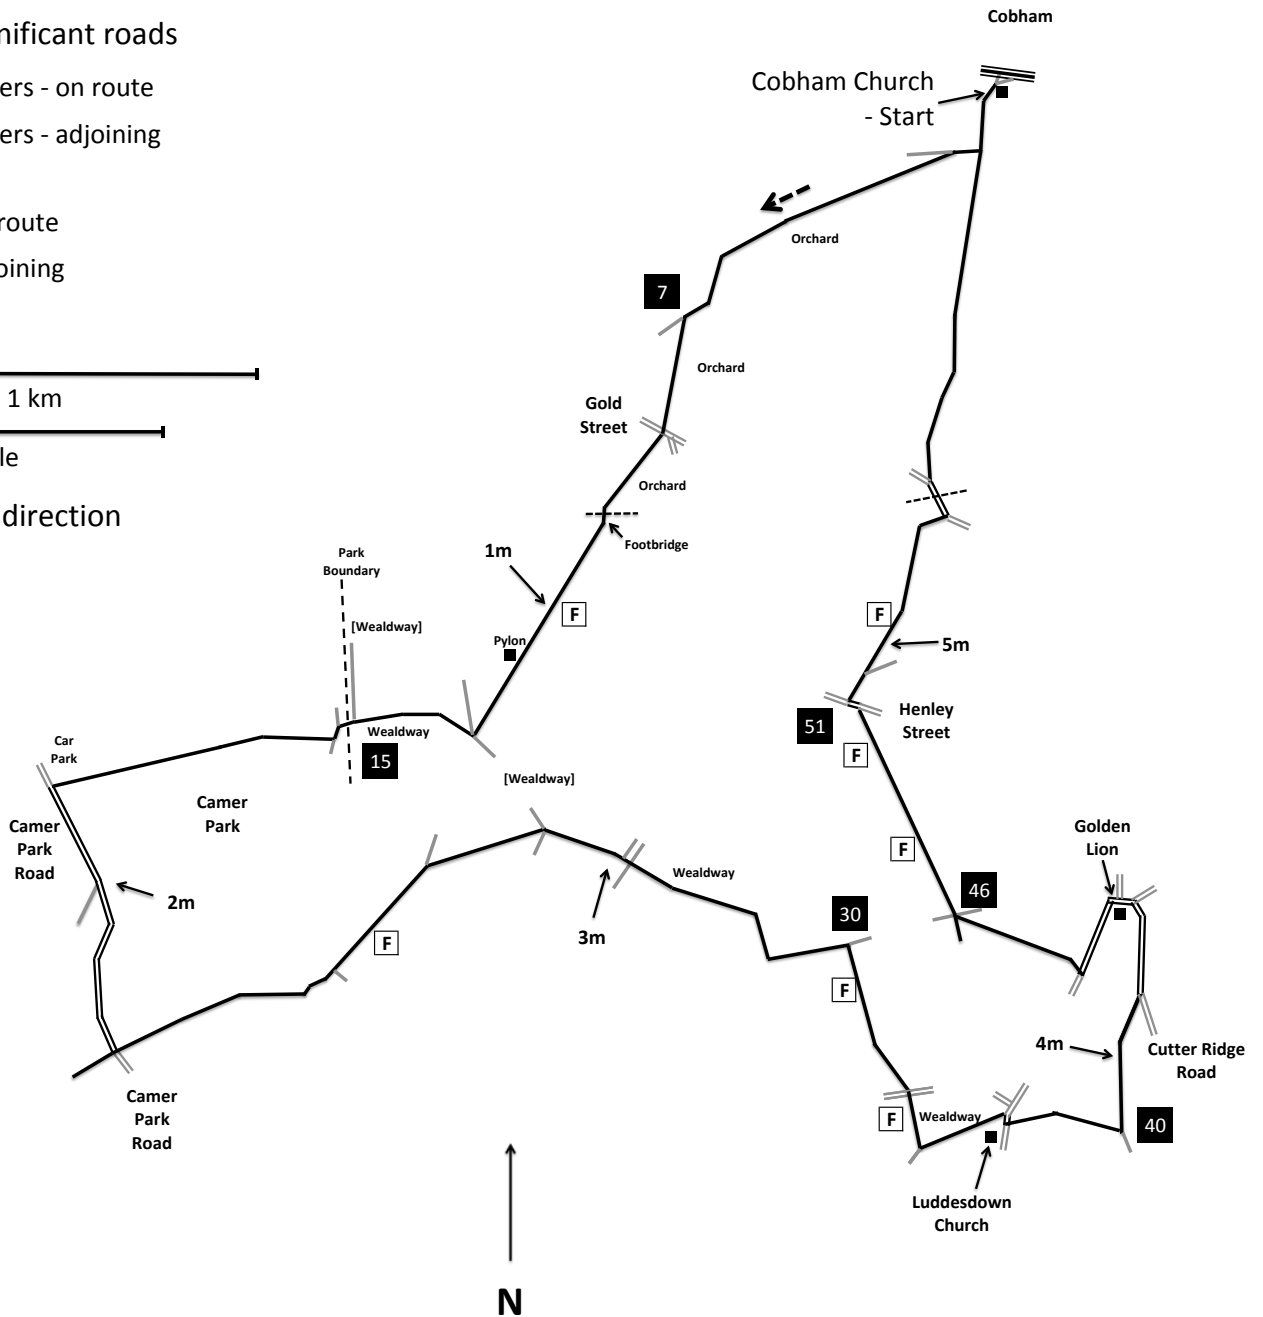 Cobham
nificant roads
ers - on route
ers - adjoining
route
oining
1 km
le
direction
Cobham Church
- Start
Orchard
7
Orchard
Gold
Street
Orchard
Footbridge
1m
F
Park
Boundary
[Wealdway]
Pylon
Wealdway
15
Car
Park
Camer
Park
[Wealdway]
Camer
Park
Road
2m
F
3m
Wealdway
30
F
F
5m
Henley
Street
51
F
F
46
Golden
Lion
4m
Cutter Ridge
Road
40
F
Wealdway
Luddesdown
Church
Camer
Park
Road
N